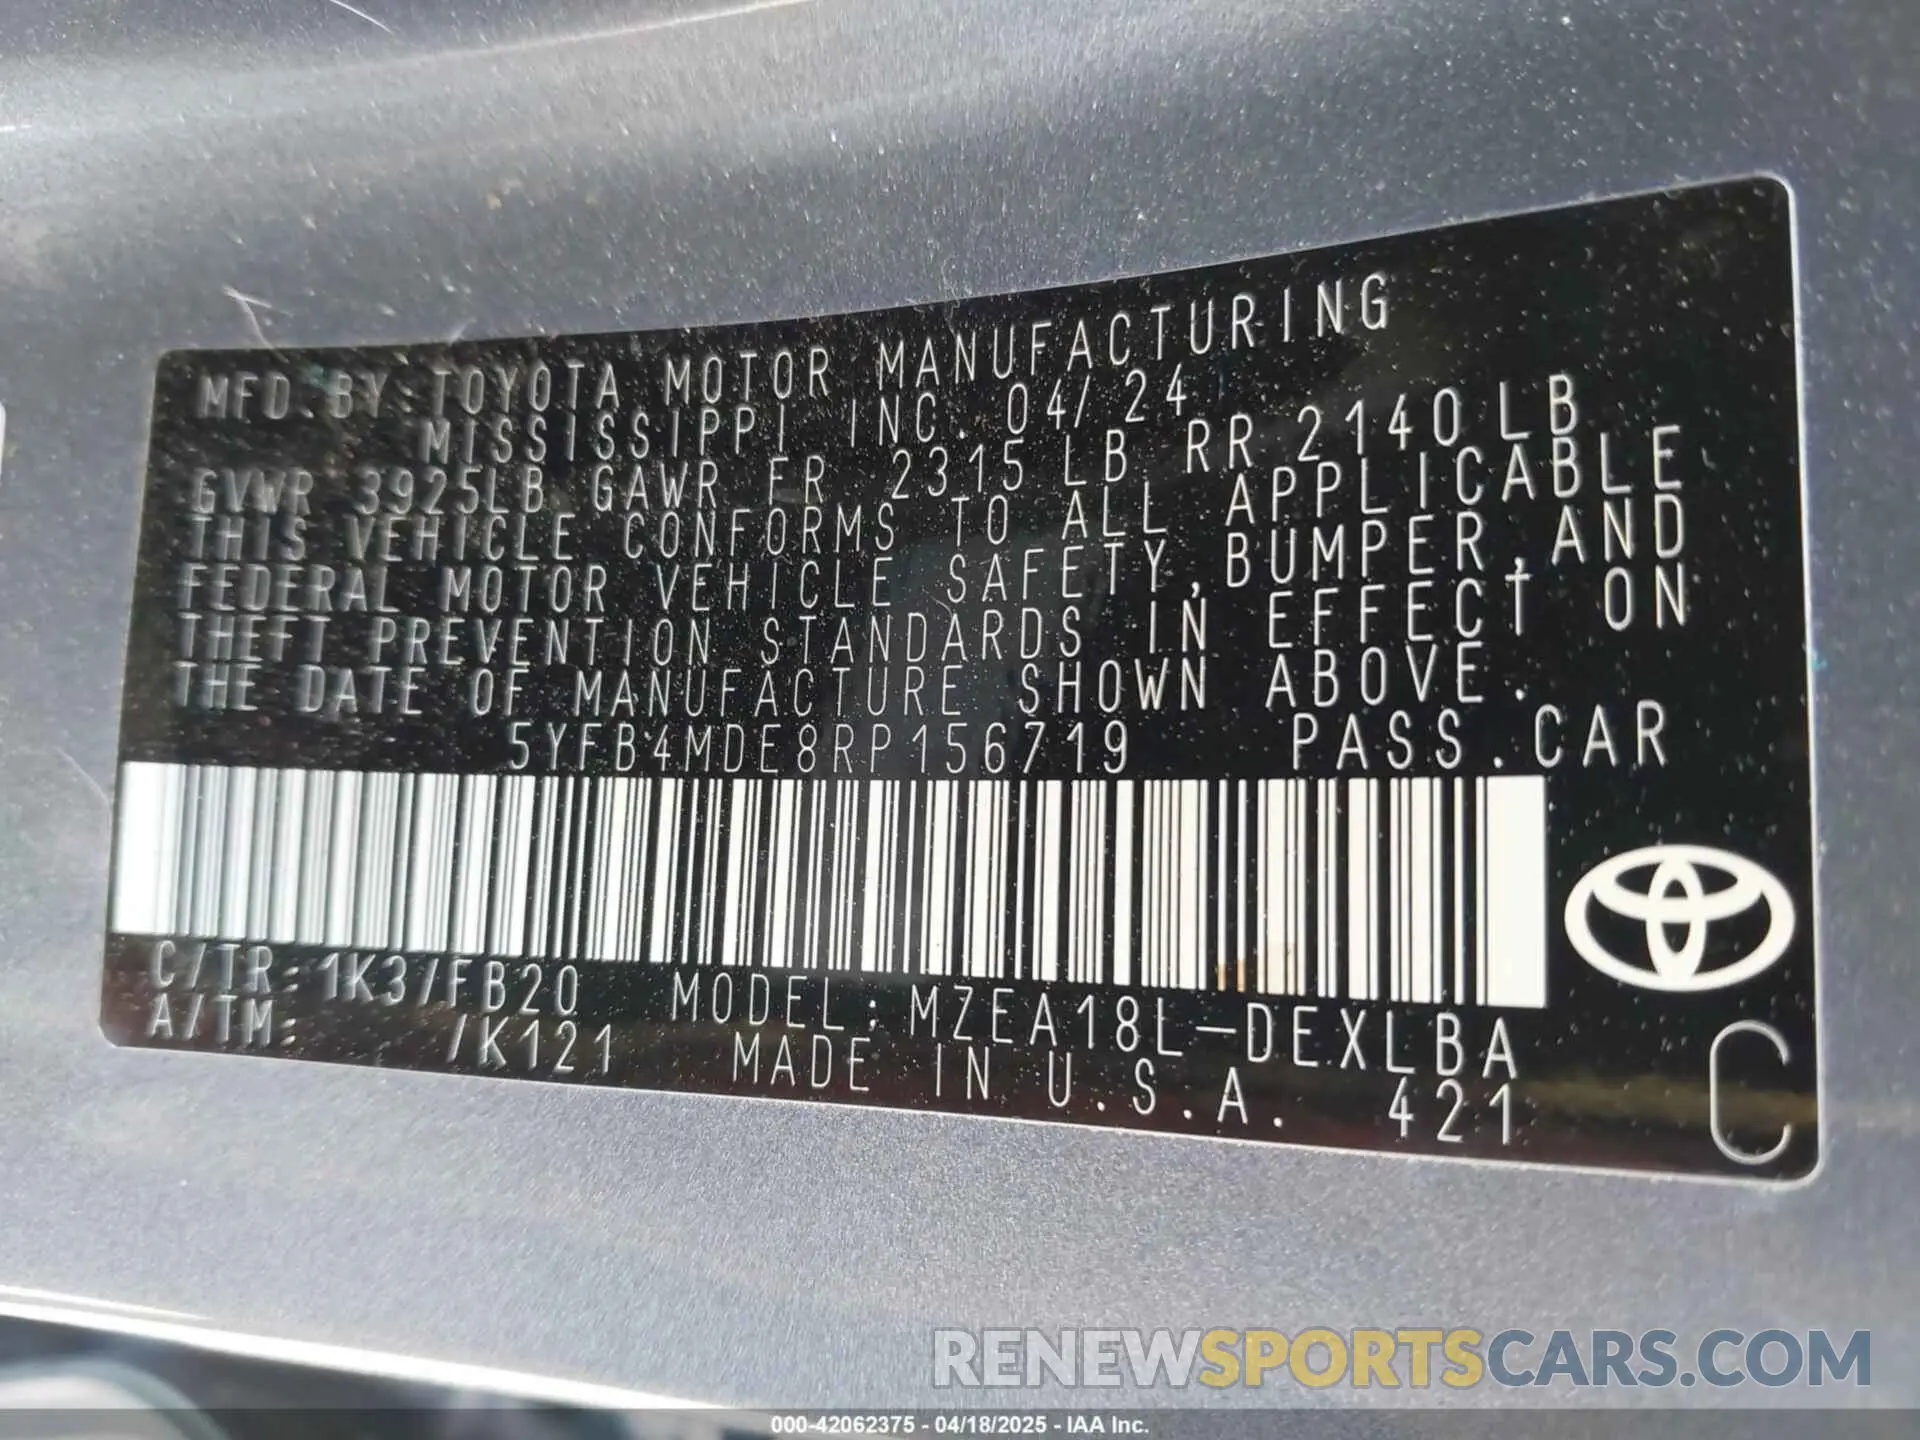 MFD. BY: TOYOTA MOTOR MANUFACTURING
MISSISSIPPI INC. 04/24
GVWR 3925LB GAWR FR 2315 LB RR 2140LB
THIS VEHICLE CONFORMS TO ALL APPLICABLE
FEDERAL MOTOR VEHICLE SAFETY, BUMPER, AND
THEFT PREVENTION STANDARDS IN EFFECT ON
THE DATE OF MANUFACTURE SHOWN ABOVE.
5YFB4MDE8RP156719 PASS. CAR
C/TR: 1K3/FB20 MODEL: MZEA18L-DEXLBA
A/TM: /K121 MADE IN U.S.A. 421
C
RENEWSPORTSCARS.COM
000-42062375 - 04/18/2025 - IAA Inc.